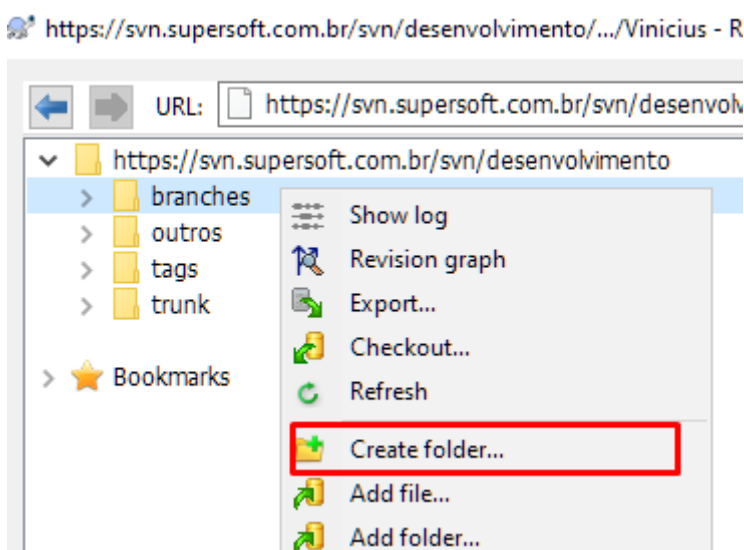 https://svn.supersoft.com.br/svn/desenvolvimento/.../Vinicius - R
URL: https://svn.supersoft.com.br/svn/desenvolv
https://svn.supersoft.com.br/svn/desenvolvimento
branches
outros
tags
trunk
Bookmarks
Show log
Revision graph
Export...
Checkout...
Refresh
Create folder...
Add file...
Add folder...